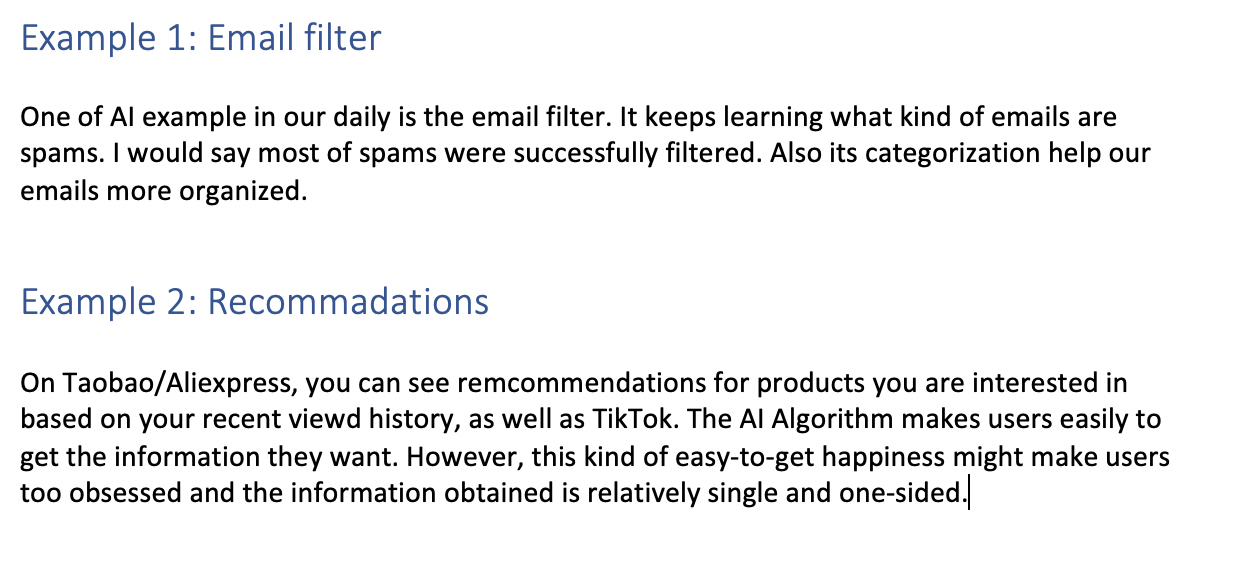 Example 1: Email filter
One of AI example in our daily is the email filter. It keeps learning what kind of emails are
spams. I would say most of spams were successfully filtered. Also its categorization help our
emails more organized.
Example 2: Recommadations
On Taobao/Aliexpress, you can see remcommendations for products you are interested in
based on your recent viewd history, as well as TikTok. The AI Algorithm makes users easily to
get the information they want. However, this kind of easy-to-get happiness might make users
too obsessed and the information obtained is relatively single and one-sided.